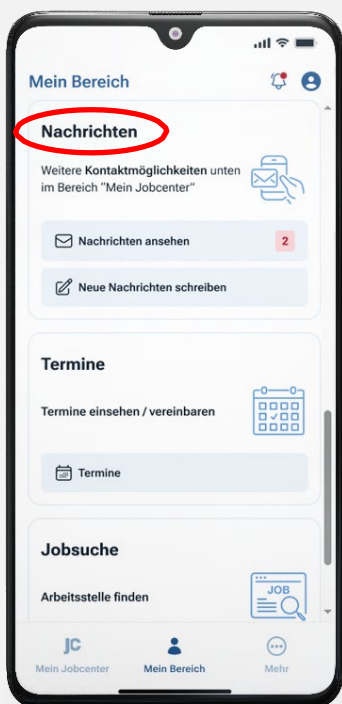 Mein Bereich
Nachrichten
Weitere Kontaktmöglichkeiten unten
im Bereich "Mein Jobcenter"
Nachrichten ansehen 2
Neue Nachrichten schreiben
Termine
Termine einsehen / vereinbaren
Termine
Jobsuche
Arbeitsstelle finden
JOB
JC
Mein Jobcenter Mein Bereich Mehr